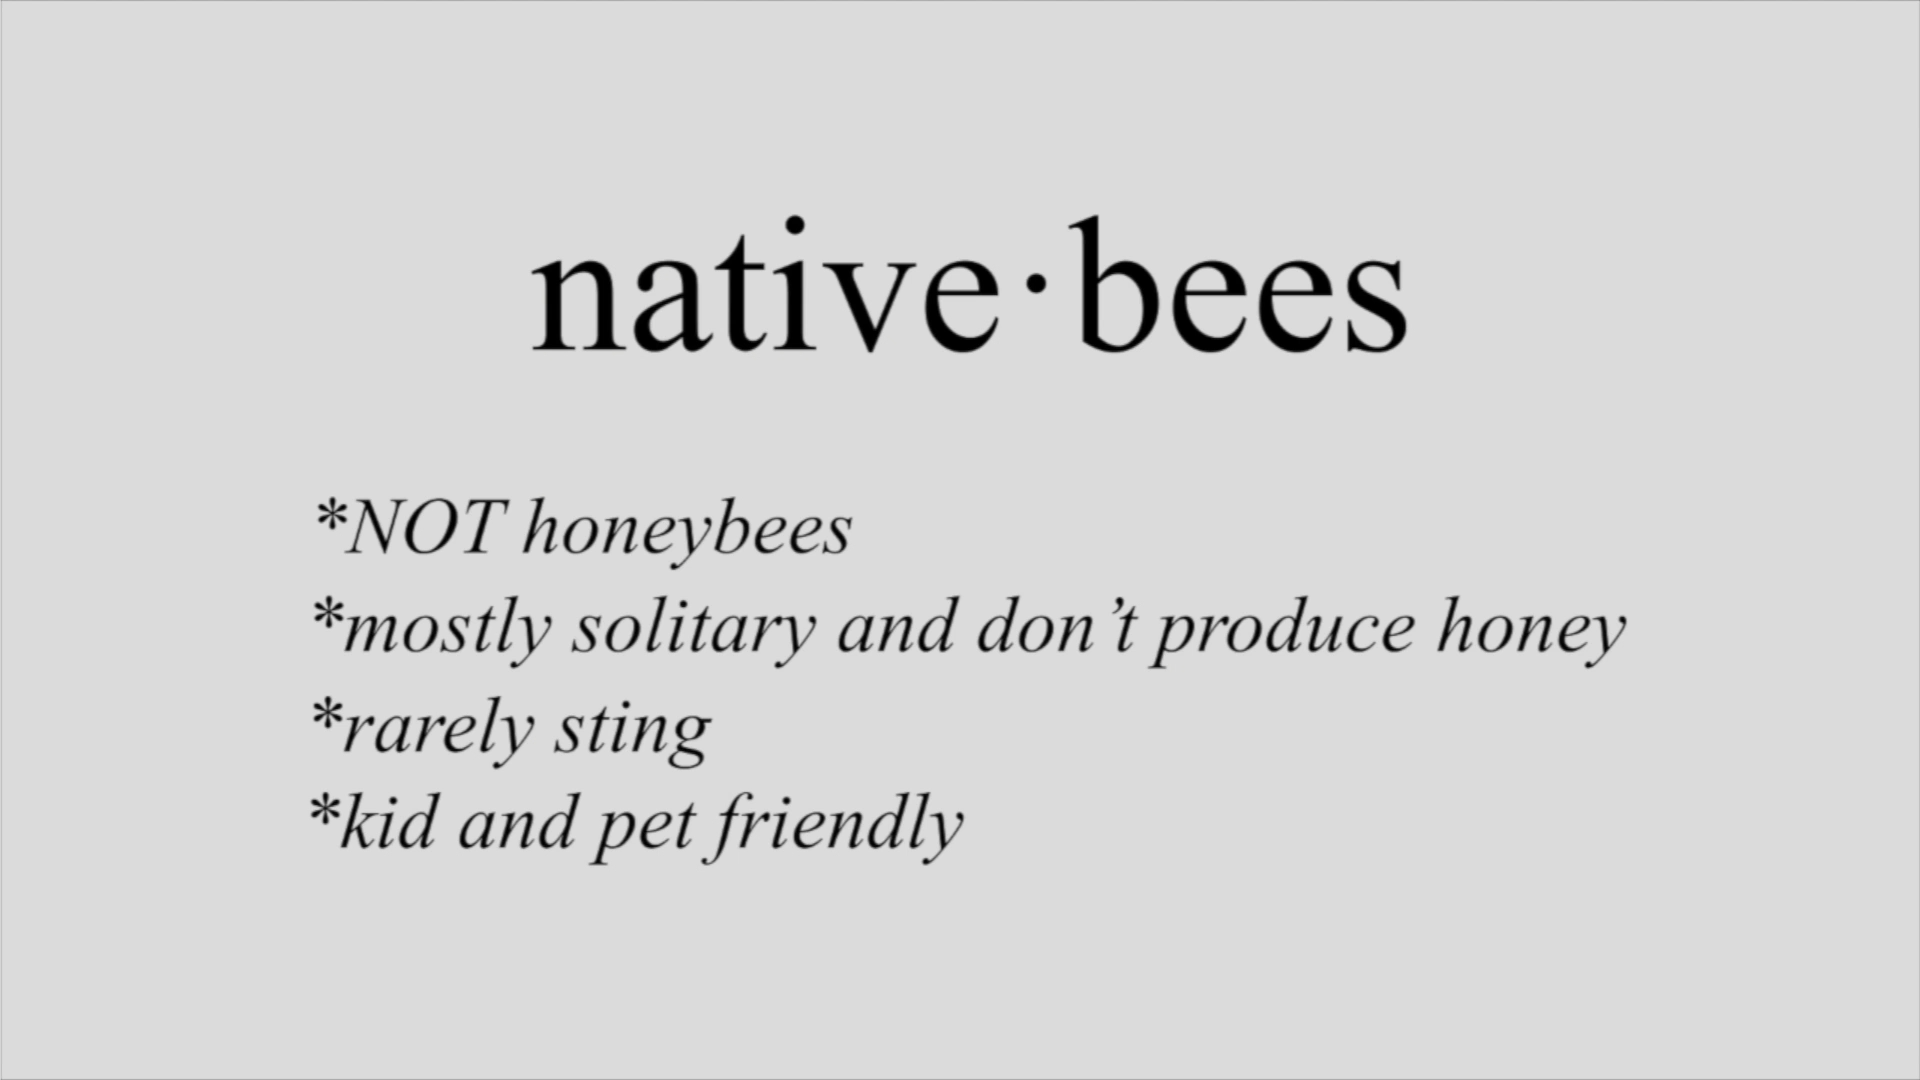 native·bees
*NOT honeybees
*mostly solitary and don’t produce honey
*rarely sting
*kid and pet friendly